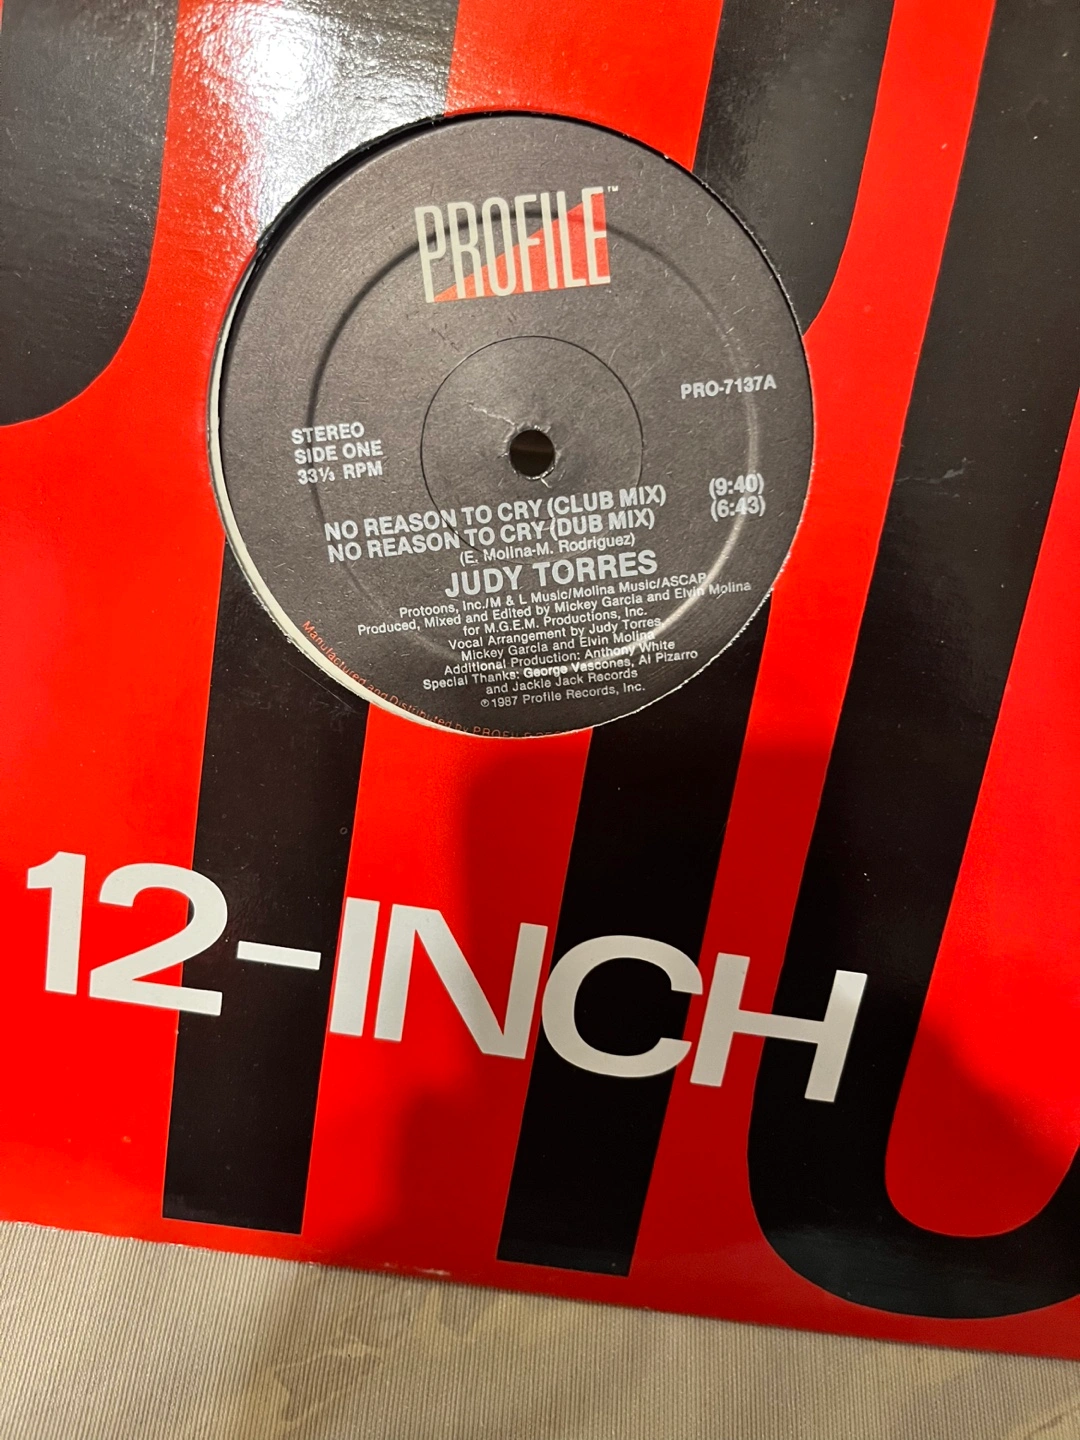 PROFILE™
PRO-7137A
STEREO
SIDE ONE
33⅓ RPM
NO REASON TO CRY (CLUB MIX) (9:40)
NO REASON TO CRY (DUB MIX) (6:43)
(E. Molina-M. Rodriguez)
JUDY TORRES
Protoons, Inc./M & L Music/Molina Music/ASCAP
Produced, Mixed and Edited by Mickey Garcia and Elvin Molina
for M.G.E.M. Productions, Inc.
Vocal Arrangement by Judy Torres,
Mickey Garcia and Elvin Molina
Additional Production: Anthony White
Special Thanks: George Vascones, Al Pizarro
and Jackie Jack Records
℗1987 Profile Records, Inc.
Manufactured and Distributed by PROFILE
12-INCH